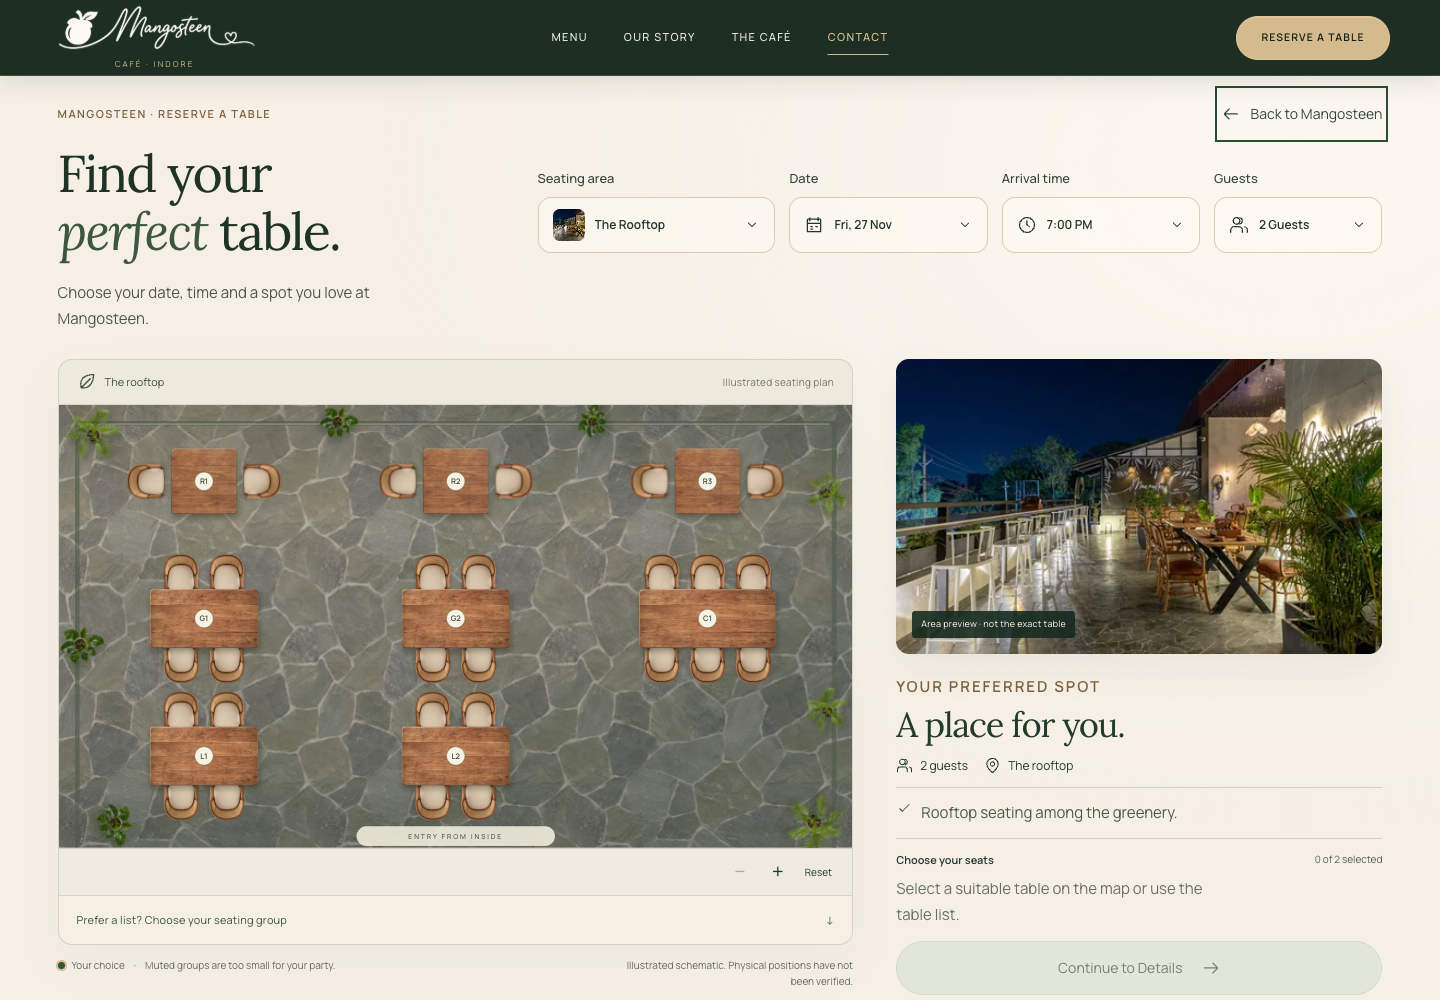 Mangosteen
CAFÉ · INDORE
MENU
OUR STORY
THE CAFÉ
CONTACT
RESERVE A TABLE
MANGOSTEEN · RESERVE A TABLE
Back to Mangosteen
Find your
perfect table.
Choose your date, time and a spot you love at
Mangosteen.
Seating area
The Rooftop
Date
Fri, 27 Nov
Arrival time
7:00 PM
Guests
2 Guests
The rooftop
Illustrated seating plan
R1
R2
R3
G1
G2
C1
L1
L2
ENTRY FROM INSIDE
Reset
Prefer a list? Choose your seating group
Your choice · Muted groups are too small for your party.
Illustrated schematic. Physical positions have not
been verified.
Area preview · not the exact table
YOUR PREFERRED SPOT
A place for you.
2 guests
The rooftop
Rooftop seating among the greenery.
Choose your seats
0 of 2 selected
Select a suitable table on the map or use the
table list.
Continue to Details